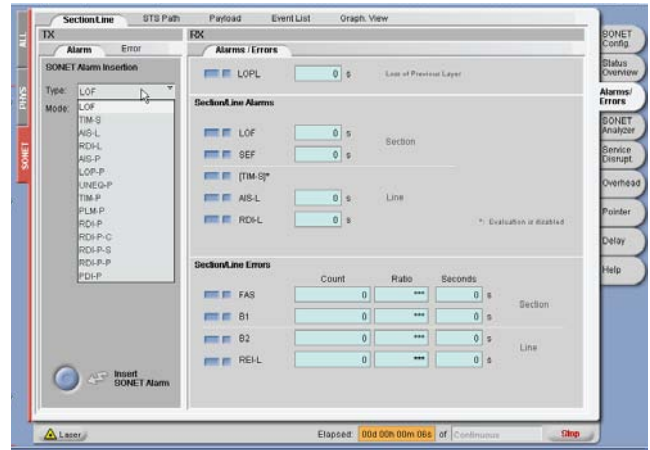 Section/Line STS Path Payload Event List Graph. View
TX
RX
Alarm Error
Alarms / Errors
SONET Alarm Insertion
Type: LOF
Mode:
LOF
TIM-S
AIS-L
RDI-L
AIS-P
LOP-P
UNEQ-P
TIM-P
PLM-P
RDI-P
RDI-P-C
RDI-P-S
RDI-P-P
PDI-P
Insert
SONET Alarm
LOPL 0 s Loss of Previous Layer
Section/Line Alarms
LOF 0 s
Section
SEF 0 s
[TIM-S]*
AIS-L 0 s Line
RDI-L 0 s
*: Evaluation is disabled
Section/Line Errors
Count Ratio Seconds
FAS 0 *** 0 s
Section
B1 0 *** 0 s
B2 0 *** 0 s
Line
REI-L 0 *** 0 s
ALL
PHYS
SONET
SONET
Config.
Status
Overview
Alarms/
Errors
SONET
Analyzer
Service
Disrupt.
Overhead
Pointer
Delay
Help
Laser
Elapsed: 00d 00h 00m 06s of Continuous
Stop